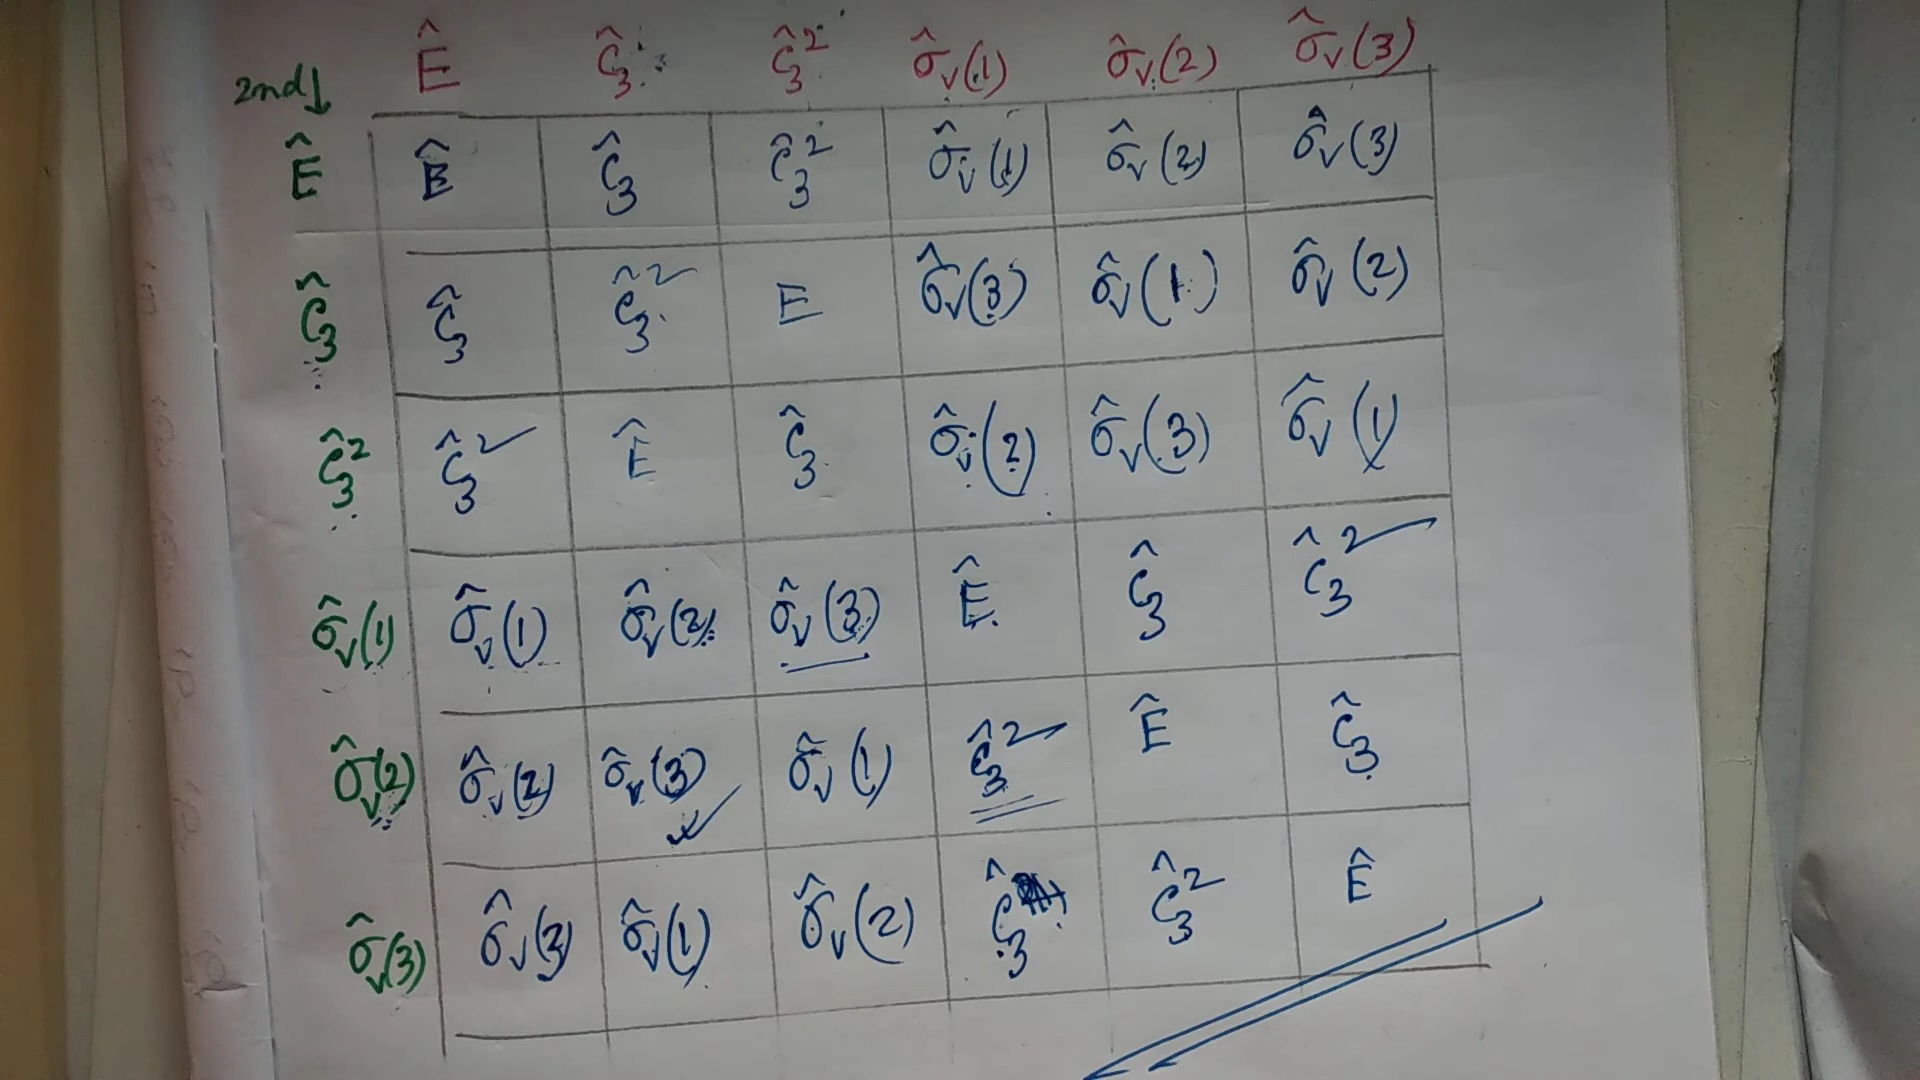 Ê Ĉ₃ Ĉ₃² σ̂ᵥ(1) σ̂ᵥ(2) σ̂ᵥ(3)
2nd↓
Ê Ê Ĉ₃ Ĉ₃² σ̂ᵥ(1) σ̂ᵥ(2) σ̂ᵥ(3)
Ĉ₃ Ĉ₃ Ĉ₃² E σ̂ᵥ(3) σ̂ᵥ(1) σ̂ᵥ(2)
Ĉ₃² Ĉ₃² Ê Ĉ₃ σ̂ᵥ(2) σ̂ᵥ(3) σ̂ᵥ(1)
σ̂ᵥ(1) σ̂ᵥ(1) σ̂ᵥ(2) σ̂ᵥ(3) Ê Ĉ₃ Ĉ₃²
σ̂ᵥ(2) σ̂ᵥ(2) σ̂ᵥ(3) σ̂ᵥ(1) Ĉ₃² Ê Ĉ₃
σ̂ᵥ(3) σ̂ᵥ(3) σ̂ᵥ(1) σ̂ᵥ(2) Ĉ₃ Ĉ₃² Ê